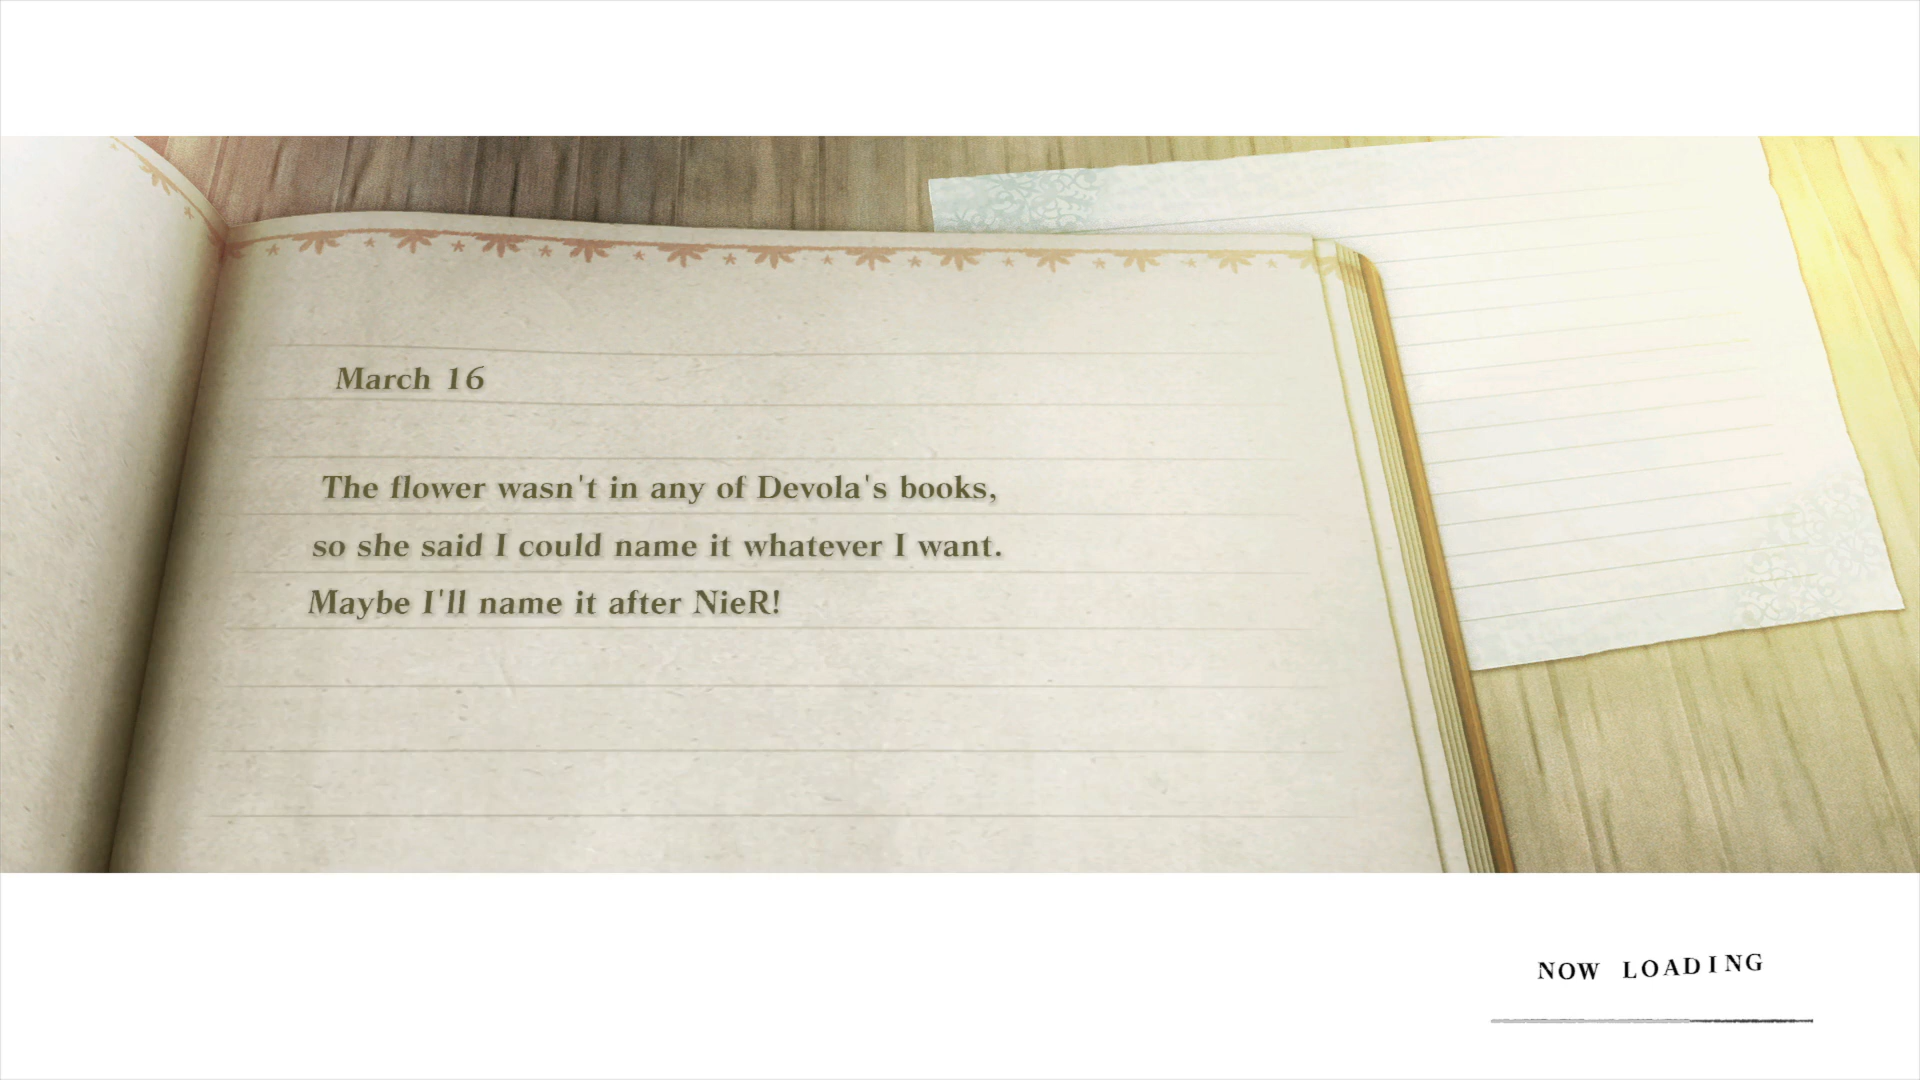 March 16
The flower wasn't in any of Devola's books,
so she said I could name it whatever I want.
Maybe I'll name it after NieR!
NOW LOADING